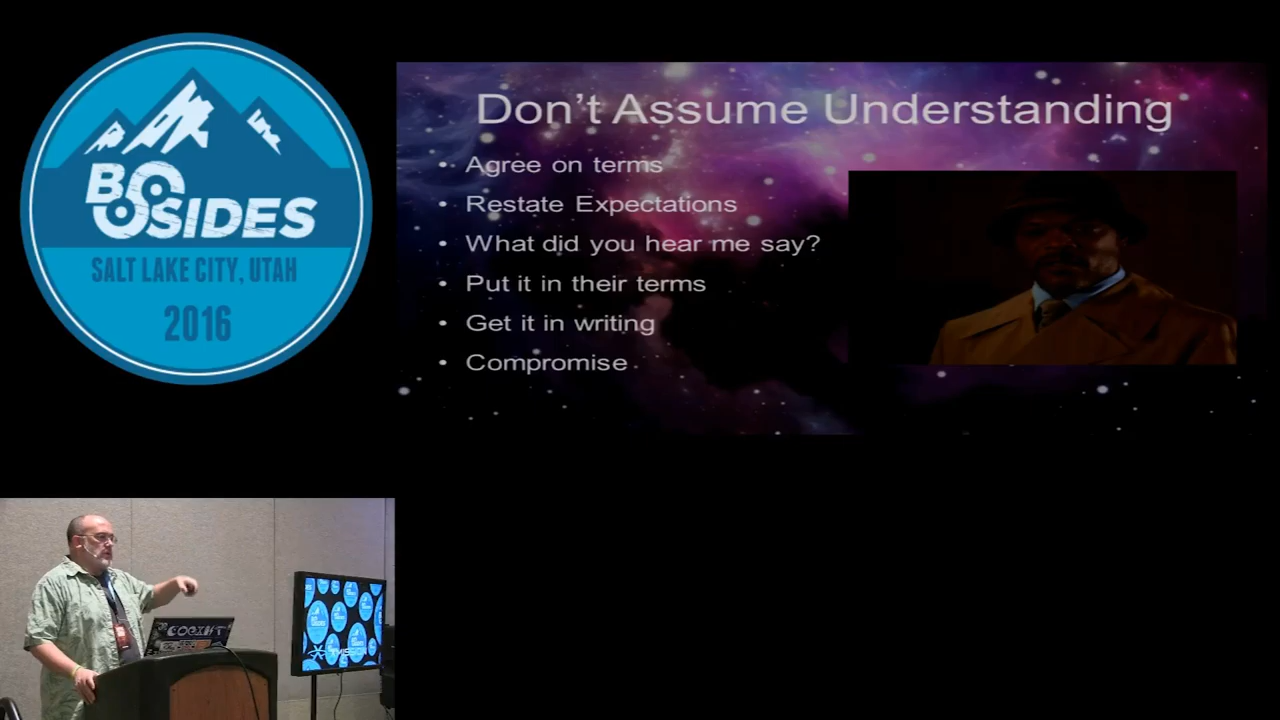 BSIDES
SALT LAKE CITY, UTAH
2016
Don't Assume Understanding
• Agree on terms
• Restate Expectations
• What did you hear me say?
• Put it in their terms
• Get it in writing
• Compromise
COEXIST